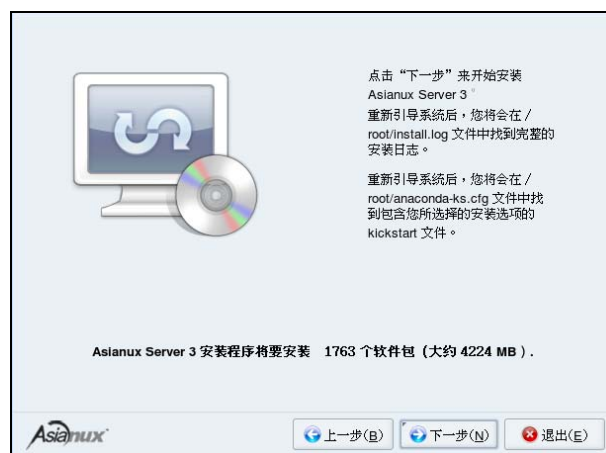 点击“下一步”来开始安装
Asianux Server 3。
重新引导系统后，您将会在 /
root/install.log 文件中找到完整的
安装日志。
重新引导系统后，您将会在 /
root/anaconda-ks.cfg 文件中找
到包含您所选择的安装选项的
kickstart 文件。
Asianux Server 3 安装程序将要安装 1763 个软件包（大约 4224 MB）.
Asianux
上一步(B)
下一步(N)
退出(E)